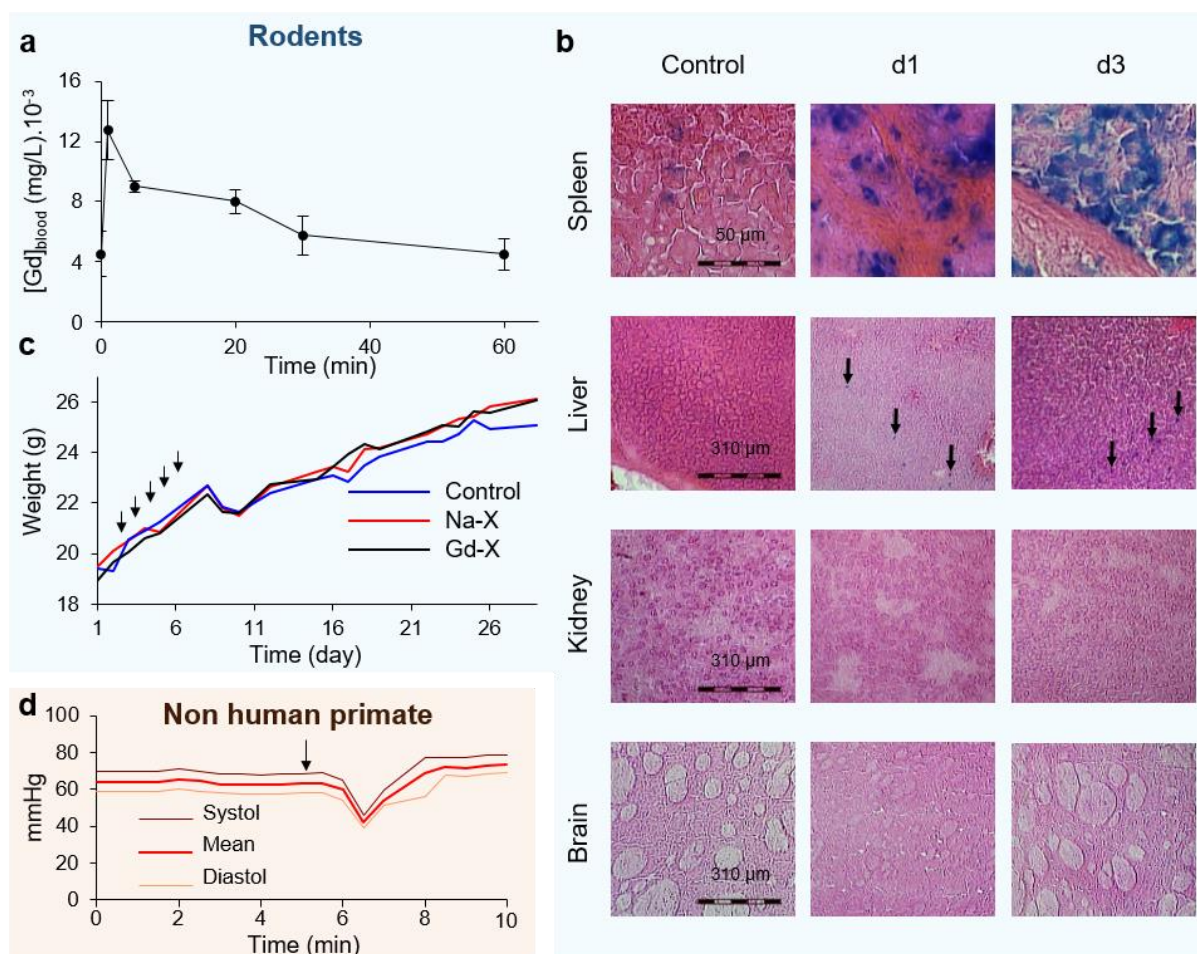 a
Rodents
[Gd]blood (mg/L).10⁻³
16
12
8
4
0
0 20 40 60
Time (min)
c
Weight (g)
26
24
22
20
18
Control
Na-X
Gd-X
1 6 11 16 21 26
Time (day)
d
Non human primate
mmHg
100
80
60
40
20
0
Systol
Mean
Diastol
0 2 4 6 8 10
Time (min)
b
Control d1 d3
Spleen
50 µm
Liver
310 µm
Kidney
310 µm
Brain
310 µm